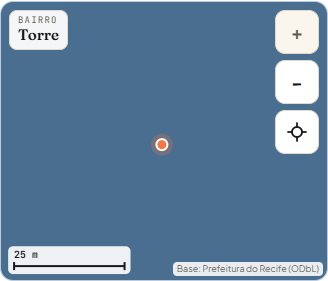 BAIRRO
Torre
+
-
25 m
Base: Prefeitura do Recife (ODbL)